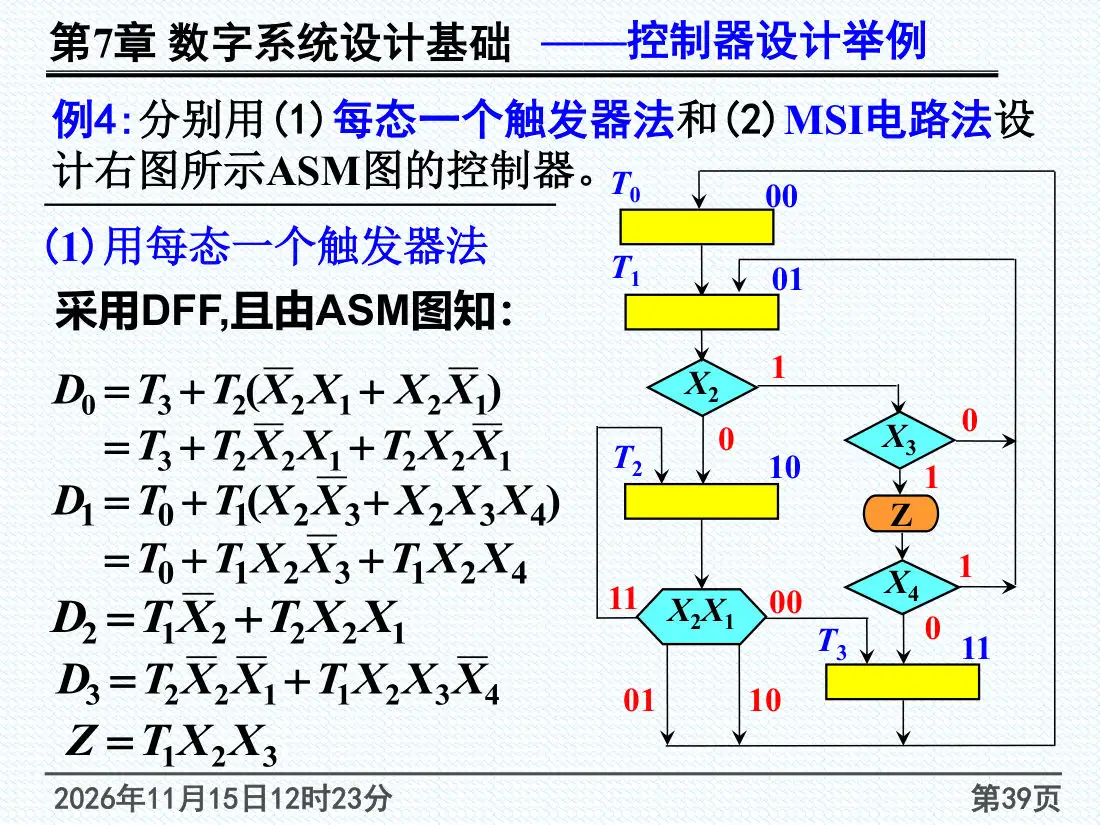 第7章 数字系统设计基础 ——控制器设计举例
例4:分别用(1)每态一个触发器法和(2)MSI电路法设
计右图所示ASM图的控制器。
(1)用每态一个触发器法
采用DFF,且由ASM图知:
D₀ = T₃ + T₂(X̅₂X₁ + X₂X̅₁)
= T₃ + T₂X̅₂X₁ + T₂X₂X̅₁
D₁ = T₀ + T₁(X₂X̅₃ + X₂X₃X₄)
= T₀ + T₁X₂X̅₃ + T₁X₂X₄
D₂ = T₁X̅₂ + T₂X₂X₁
D₃ = T₂X̅₂X̅₁ + T₁X₂X₃X̅₄
Z = T₁X₂X₃
T₀
00
T₁
01
X₂
1
0
X₃
0
1
T₂
10
Z
X₄
1
0
11
X₂X₁
00
T₃
11
01
10
2026年11月15日12时23分
第39页